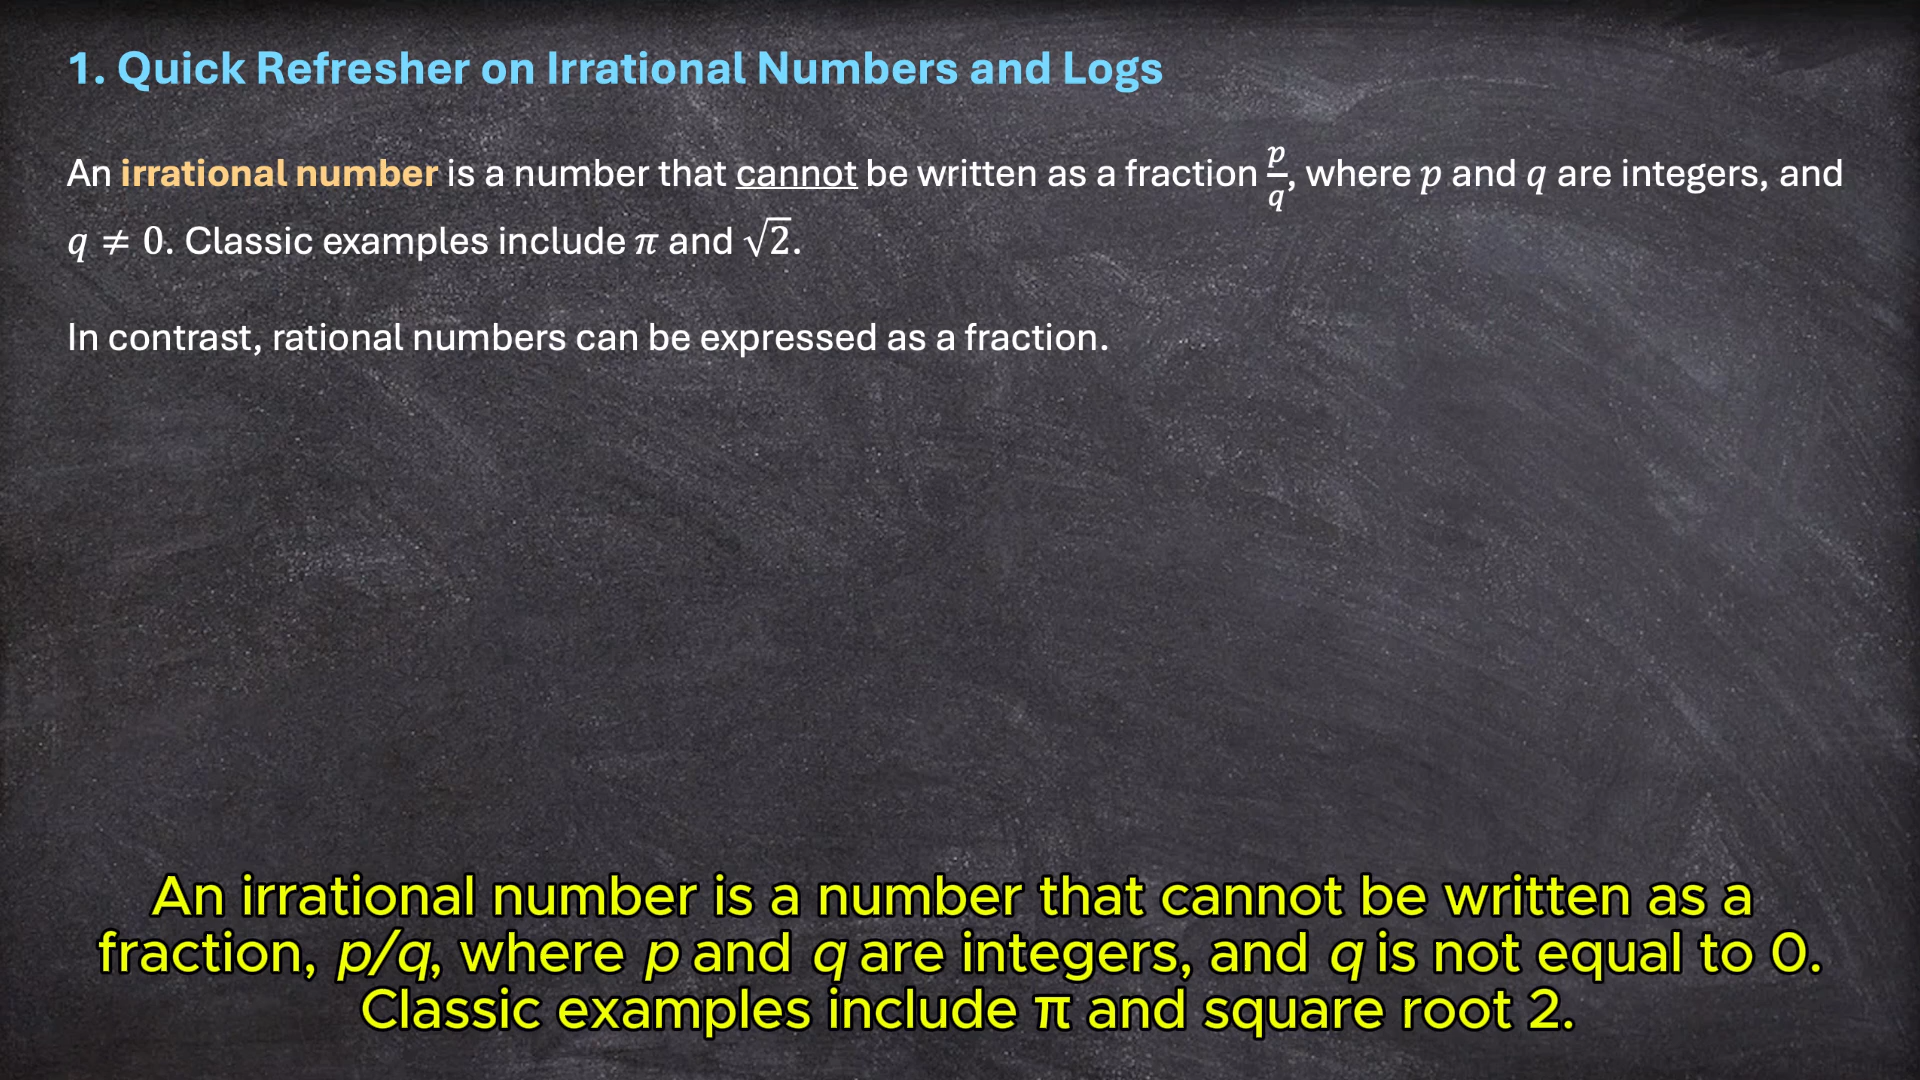 1. Quick Refresher on Irrational Numbers and Logs
An irrational number is a number that cannot be written as a fraction p/q, where p and q are integers, and
q ≠ 0. Classic examples include π and √2.
In contrast, rational numbers can be expressed as a fraction.
An irrational number is a number that cannot be written as a
fraction, p/q, where p and q are integers, and q is not equal to 0.
Classic examples include π and square root 2.